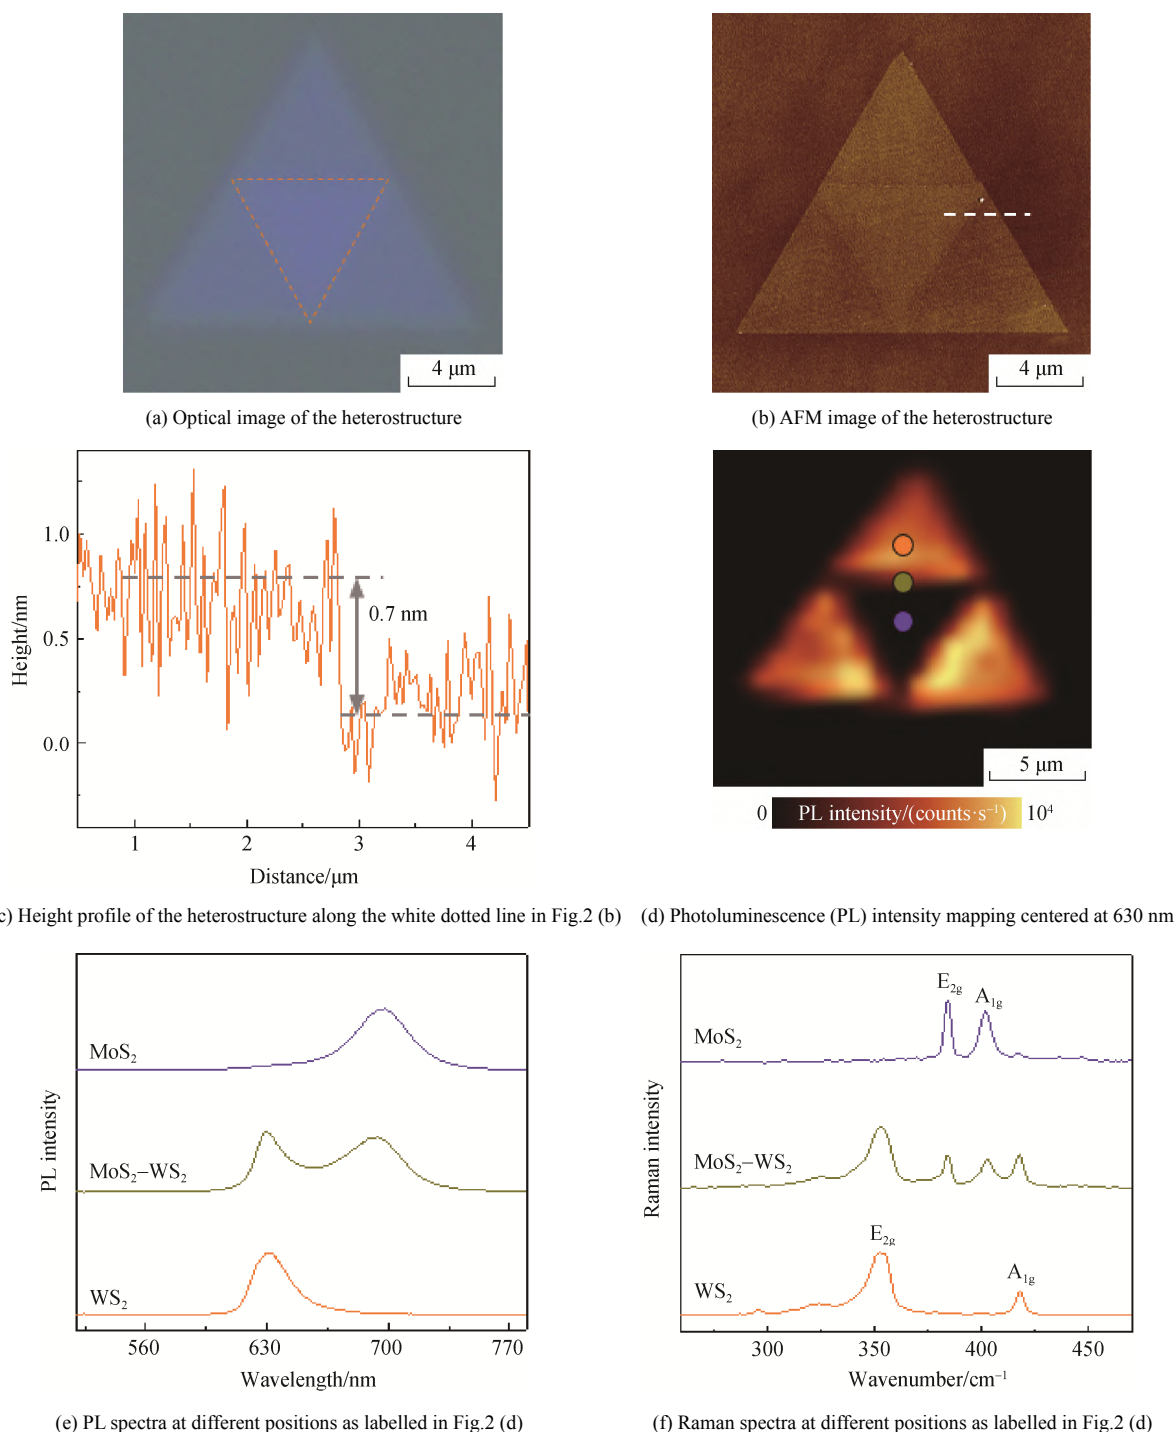 4 μm
4 μm
(a) Optical image of the heterostructure
(b) AFM image of the heterostructure
Height/nm
1.0
0.5
0.0
0.7 nm
1 2 3 4
Distance/μm
5 μm
0 PL intensity/(counts·s⁻¹) 10⁴
c) Height profile of the heterostructure along the white dotted line in Fig.2 (b)
(d) Photoluminescence (PL) intensity mapping centered at 630 nm
PL intensity
MoS₂
MoS₂−WS₂
WS₂
560 630 700 770
Wavelength/nm
Raman intensity
E₂g
A₁g
MoS₂
MoS₂−WS₂
E₂g
A₁g
WS₂
300 350 400 450
Wavenumber/cm⁻¹
(e) PL spectra at different positions as labelled in Fig.2 (d)
(f) Raman spectra at different positions as labelled in Fig.2 (d)